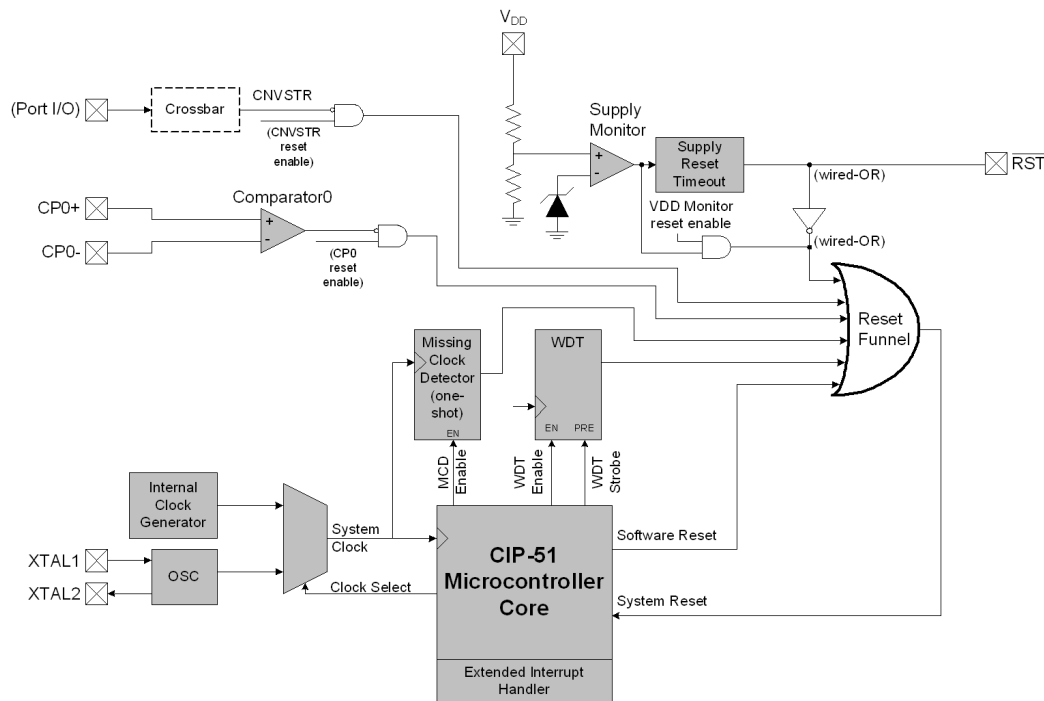 VDD
(Port I/O)
Crossbar
CNVSTR
(CNVSTR
reset
enable)
Supply
Monitor
+
-
Supply
Reset
Timeout
(wired-OR)
RST
VDD Monitor
reset enable
(wired-OR)
CP0+
CP0-
Comparator0
+
-
(CP0
reset
enable)
Reset
Funnel
Missing
Clock
Detector
(one-
shot)
EN
WDT
EN PRE
MCD
Enable
WDT
Enable
WDT
Strobe
Internal
Clock
Generator
System
Clock
XTAL1
XTAL2
OSC
Clock Select
CIP-51
Microcontroller
Core
Software Reset
System Reset
Extended Interrupt
Handler